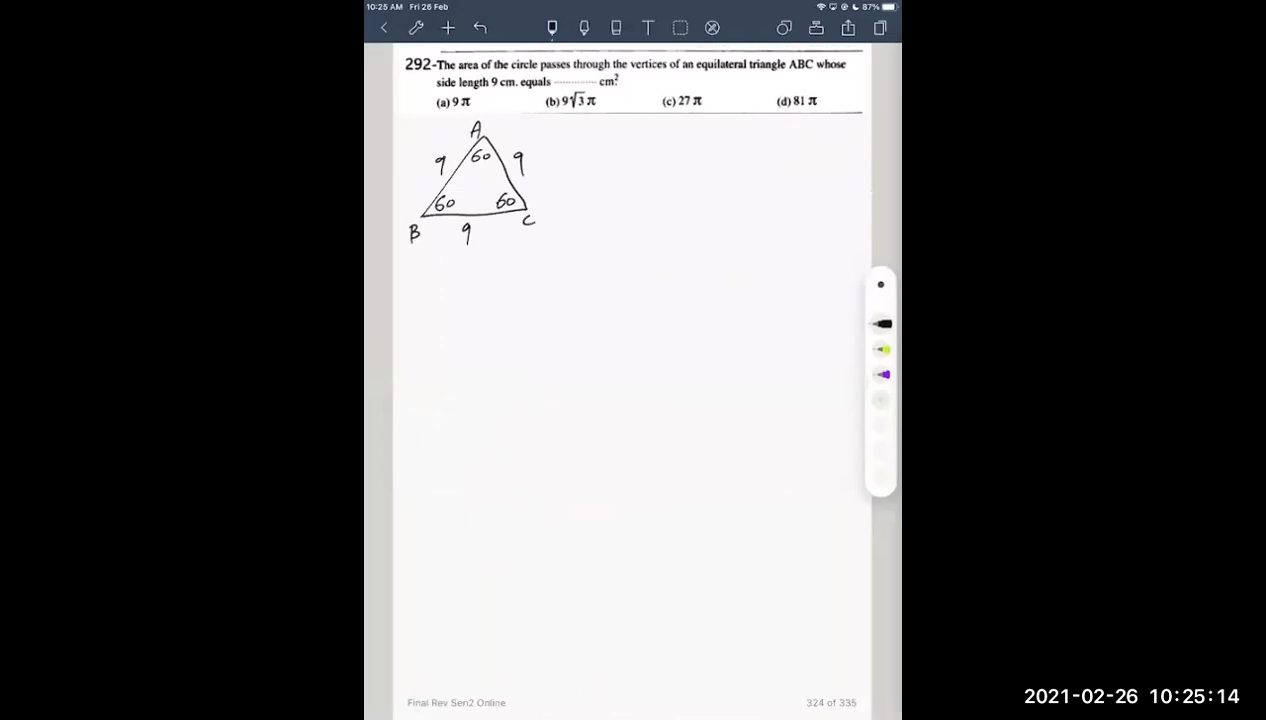 10:25 AM Fri 26 Feb
87%
T
292-The area of the circle passes through the vertices of an equilateral triangle ABC whose
side length 9 cm. equals ............... cm²
(a) 9 π (b) 9√3 π (c) 27 π (d) 81 π
A
9 60 9
60 60
B 9 C
Final Rev Sen2 Online 324 of 335
2021-02-26 10:25:14